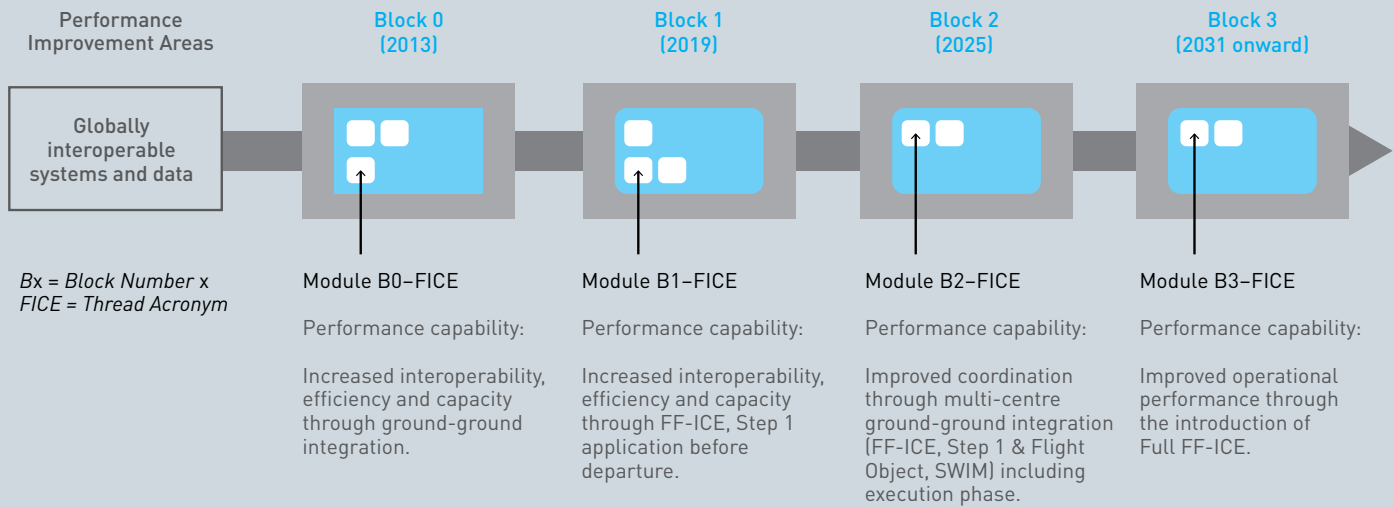 Performance
Improvement Areas
Block 0
(2013)
Block 1
(2019)
Block 2
(2025)
Block 3
(2031 onward)
Globally
interoperable
systems and data
Bx = Block Number x
FICE = Thread Acronym
Module B0–FICE
Performance capability:
Increased interoperability,
efficiency and capacity
through ground-ground
integration.
Module B1–FICE
Performance capability:
Increased interoperability,
efficiency and capacity
through FF-ICE, Step 1
application before
departure.
Module B2–FICE
Performance capability:
Improved coordination
through multi-centre
ground-ground integration
(FF-ICE, Step 1 & Flight
Object, SWIM) including
execution phase.
Module B3–FICE
Performance capability:
Improved operational
performance through
the introduction of
Full FF-ICE.